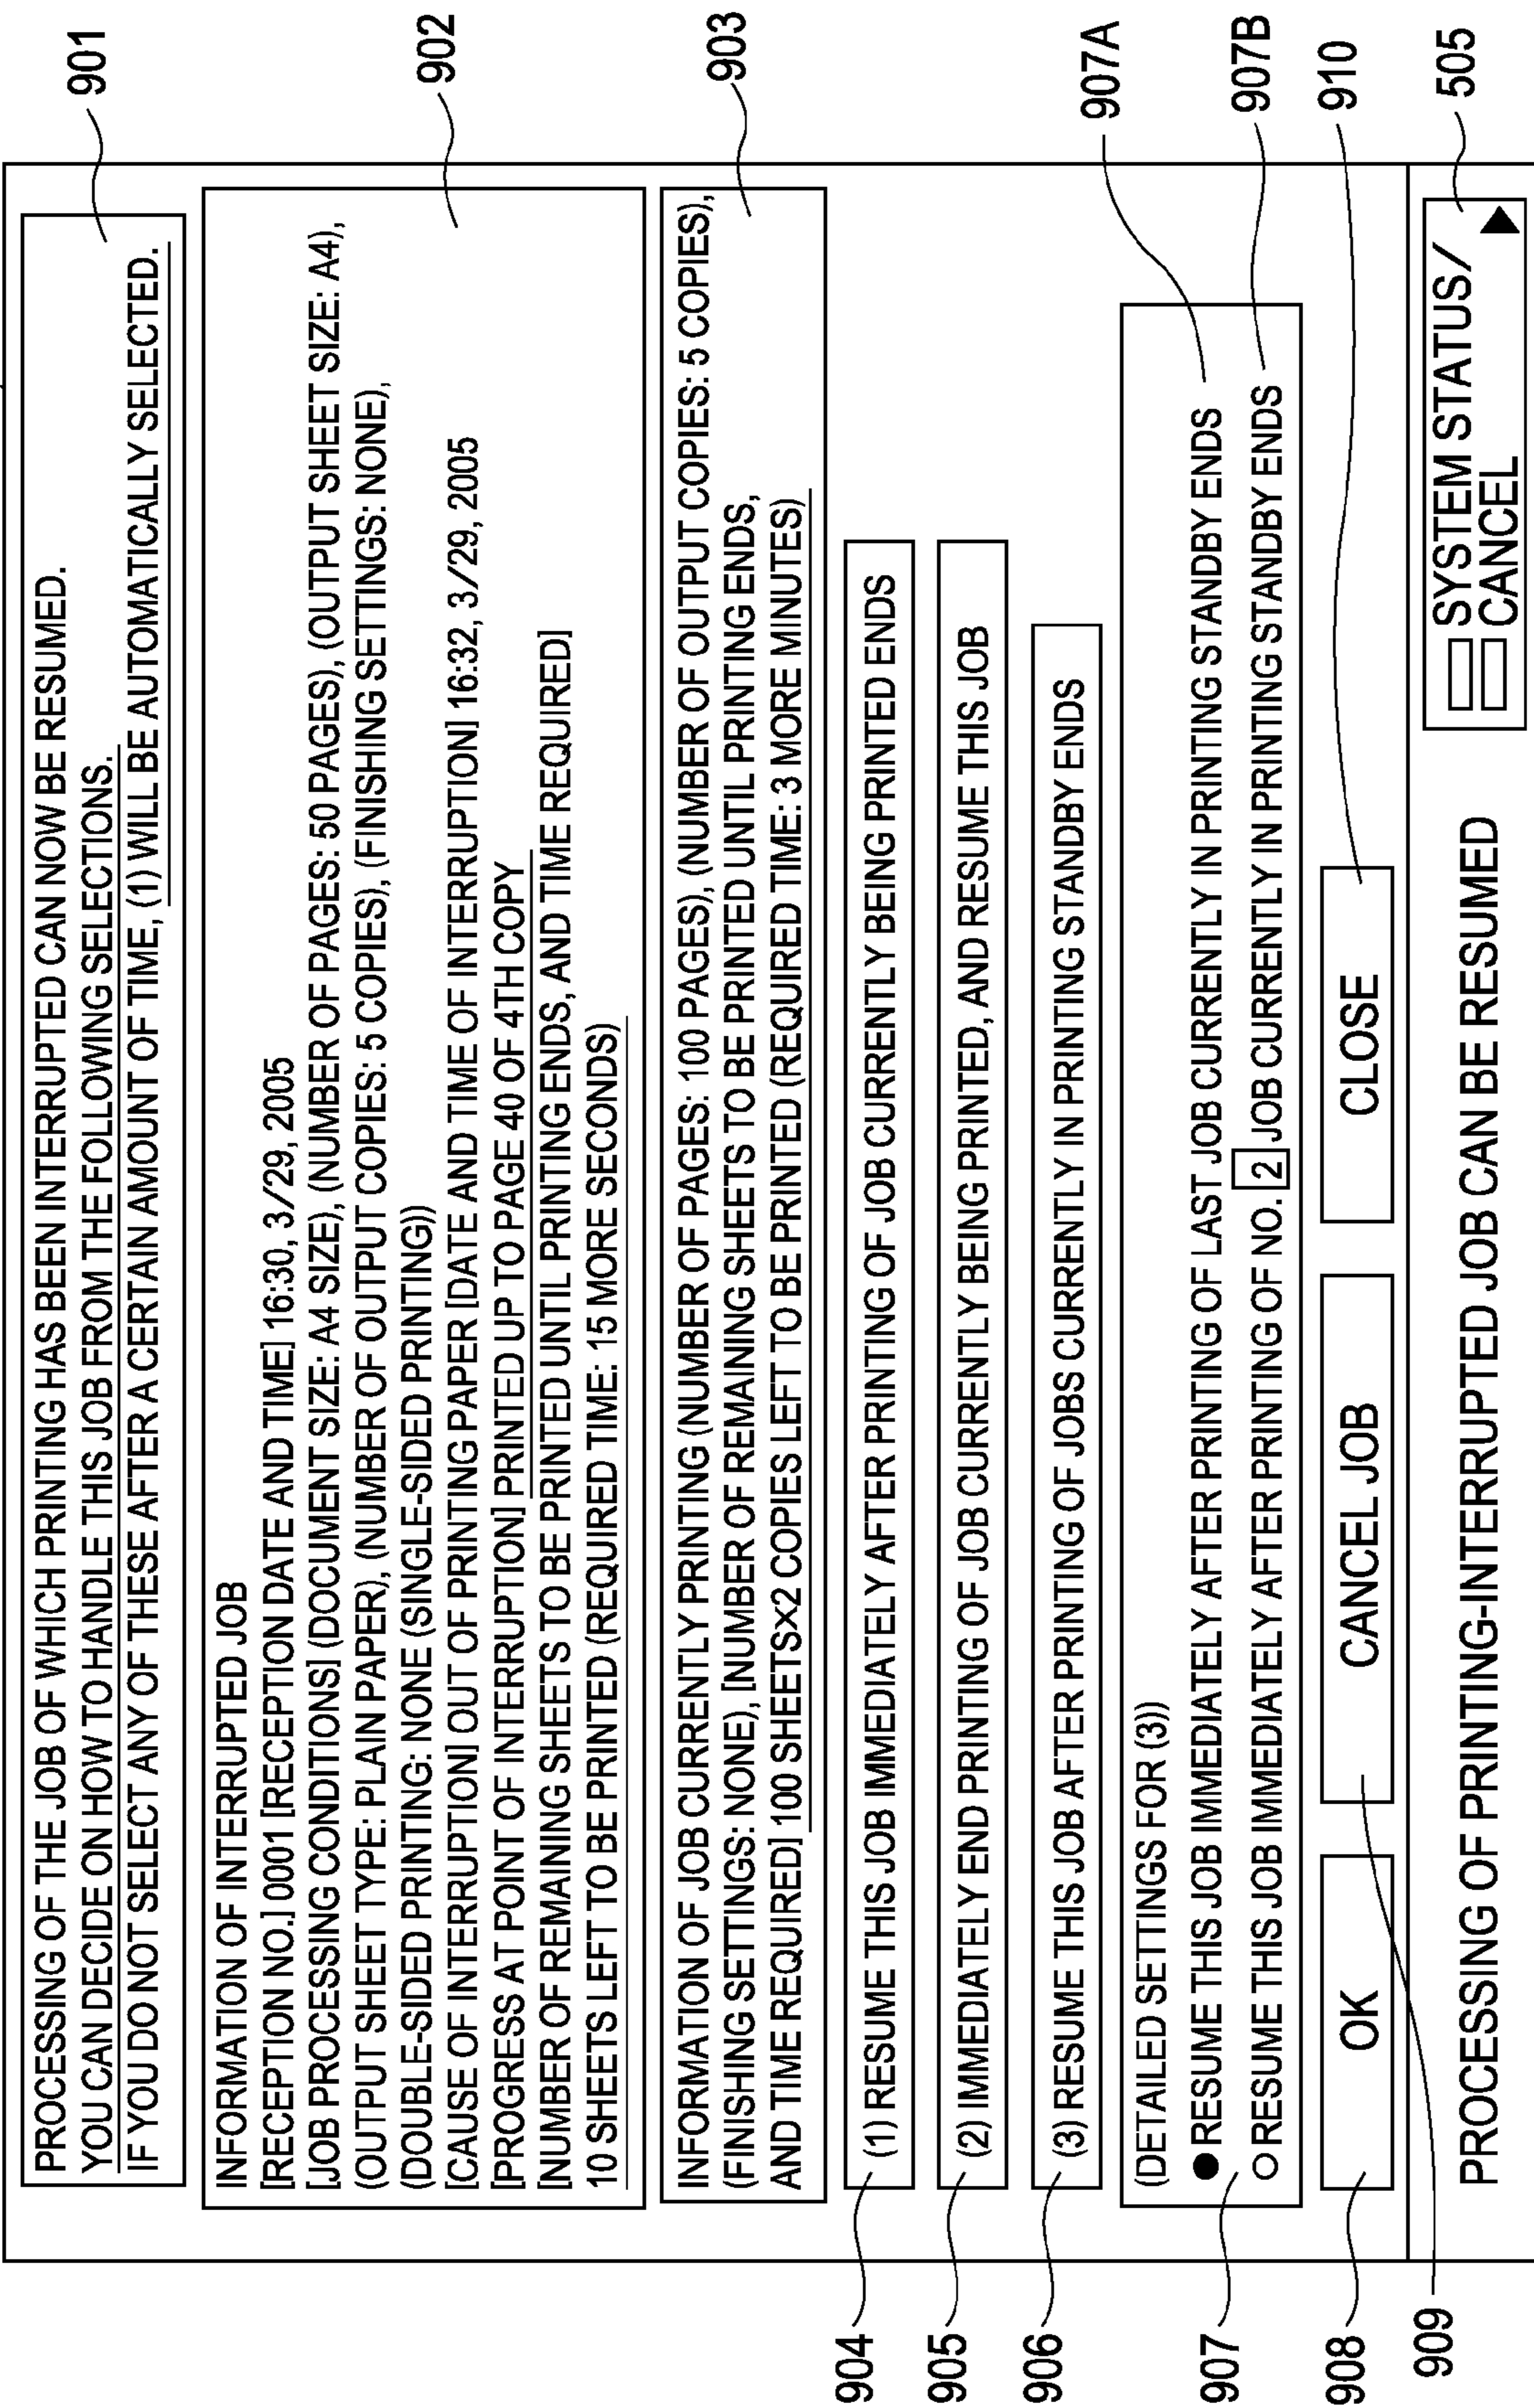 PROCESSING OF THE JOB OF WHICH PRINTING HAS BEEN INTERRUPTED CAN NOW BE RESUMED.
YOU CAN DECIDE ON HOW TO HANDLE THIS JOB FROM THE FOLLOWING SELECTIONS.
IF YOU DO NOT SELECT ANY OF THESE AFTER A CERTAIN AMOUNT OF TIME, (1) WILL BE AUTOMATICALLY SELECTED.
901
INFORMATION OF INTERRUPTED JOB
[RECEPTION NO.] 0001 [RECEPTION DATE AND TIME] 16:30, 3/29, 2005
[JOB PROCESSING CONDITIONS] (DOCUMENT SIZE: A4 SIZE), (NUMBER OF PAGES: 50 PAGES), (OUTPUT SHEET SIZE: A4),
(OUTPUT SHEET TYPE: PLAIN PAPER), (NUMBER OF OUTPUT COPIES: 5 COPIES), (FINISHING SETTINGS: NONE),
(DOUBLE-SIDED PRINTING: NONE (SINGLE-SIDED PRINTING))
[CAUSE OF INTERRUPTION] OUT OF PRINTING PAPER [DATE AND TIME OF INTERRUPTION] 16:32, 3/29, 2005
[PROGRESS AT POINT OF INTERRUPTION] PRINTED UP TO PAGE 40 OF 4TH COPY
[NUMBER OF REMAINING SHEETS TO BE PRINTED UNTIL PRINTING ENDS, AND TIME REQUIRED]
10 SHEETS LEFT TO BE PRINTED (REQUIRED TIME: 15 MORE SECONDS)
902
INFORMATION OF JOB CURRENTLY PRINTING (NUMBER OF PAGES: 100 PAGES), (NUMBER OF OUTPUT COPIES: 5 COPIES),
(FINISHING SETTINGS: NONE), [NUMBER OF REMAINING SHEETS TO BE PRINTED UNTIL PRINTING ENDS,
AND TIME REQUIRED] 100 SHEETS×2 COPIES LEFT TO BE PRINTED (REQUIRED TIME: 3 MORE MINUTES)
903
904
(1) RESUME THIS JOB IMMEDIATELY AFTER PRINTING OF JOB CURRENTLY BEING PRINTED ENDS
905
(2) IMMEDIATELY END PRINTING OF JOB CURRENTLY BEING PRINTED, AND RESUME THIS JOB
906
(3) RESUME THIS JOB AFTER PRINTING OF JOBS CURRENTLY IN PRINTING STANDBY ENDS
907
(DETAILED SETTINGS FOR (3))
RESUME THIS JOB IMMEDIATELY AFTER PRINTING OF LAST JOB CURRENTLY IN PRINTING STANDBY ENDS
907A
RESUME THIS JOB IMMEDIATELY AFTER PRINTING OF NO. 2 JOB CURRENTLY IN PRINTING STANDBY ENDS
907B
908
OK
CANCEL JOB
CLOSE
910
909
PROCESSING OF PRINTING-INTERRUPTED JOB CAN BE RESUMED
SYSTEM STATUS/
CANCEL
505